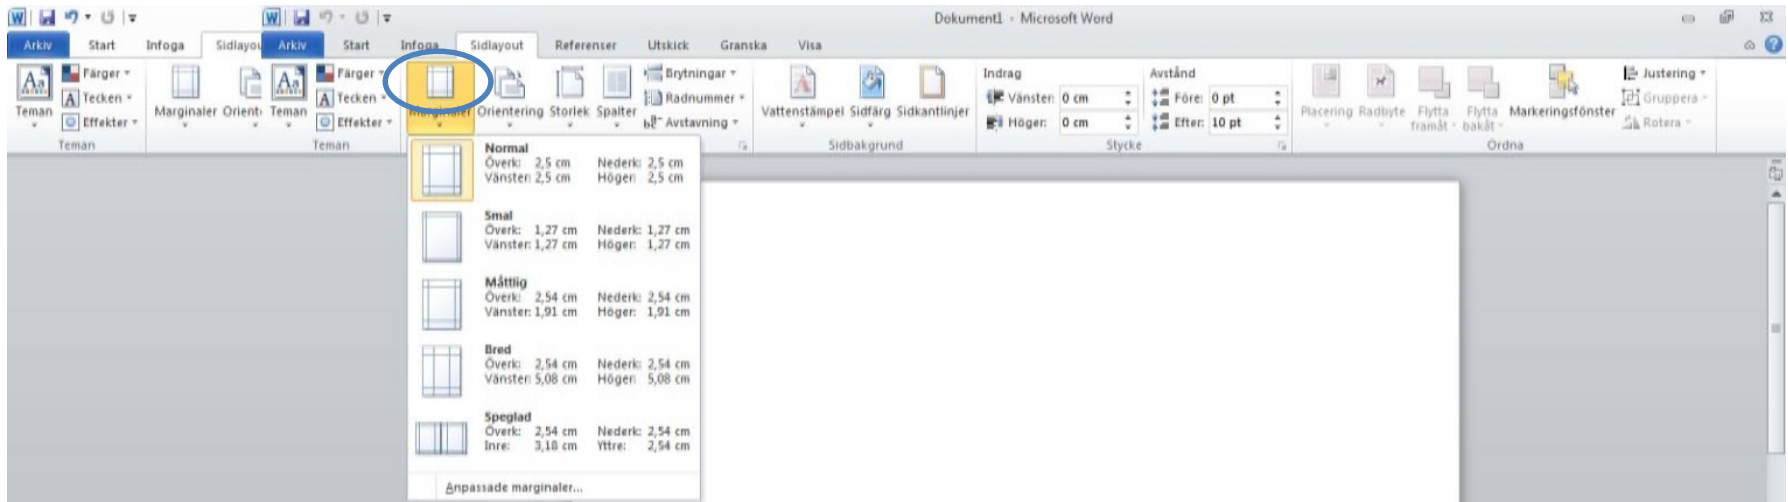 Dokument1 - Microsoft Word
Arkiv Start Infoga Sidlayou Arkiv Start Infoga Sidlayout Referenser Utskick Granska Visa
Färger Färger Brytningar Indrag Avstånd Justering
Tecken Tecken Radnummer Vänster: 0 cm Före: 0 pt Gruppera
Teman Marginaler Orient Teman Marginaler Orientering Storlek Spalter Vattenstämpel Sidfärg Sidkantlinjer Placering Radbyte Flytta framåt Flytta bakåt Markeringsfönster
Effekter Effekter bc Avstavning Höger: 0 cm Efter: 10 pt Rotera
Teman Teman Sidbakgrund Stycke Ordna
Normal
Överk: 2,5 cm Nederk: 2,5 cm
Vänster: 2,5 cm Höger: 2,5 cm
Smal
Överk: 1,27 cm Nederk: 1,27 cm
Vänster: 1,27 cm Höger: 1,27 cm
Måttlig
Överk: 2,54 cm Nederk: 2,54 cm
Vänster: 1,91 cm Höger: 1,91 cm
Bred
Överk: 2,54 cm Nederk: 2,54 cm
Vänster: 5,08 cm Höger: 5,08 cm
Speglad
Överk: 2,54 cm Nederk: 2,54 cm
Inre: 3,18 cm Yttre: 2,54 cm
Anpassade marginaler...